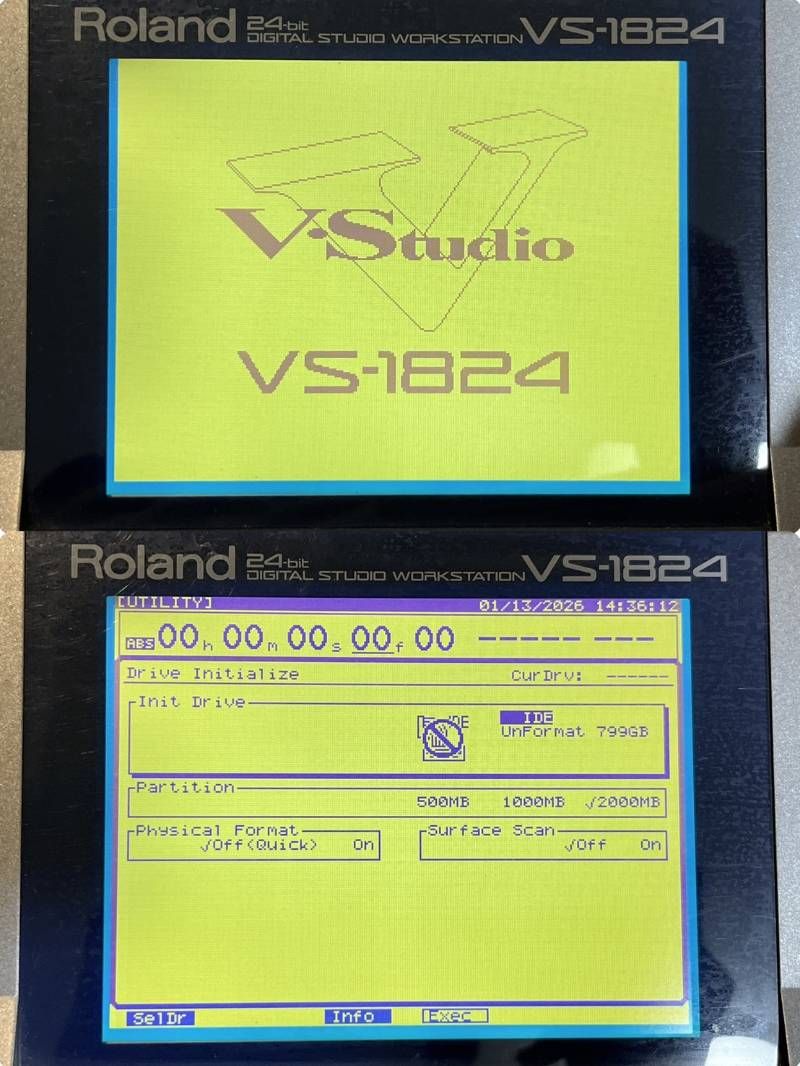 Roland 24-bit DIGITAL STUDIO WORKSTATION VS-1824
V·Studio
VS-1824
Roland 24-bit DIGITAL STUDIO WORKSTATION VS-1824
[UTILITY] 01/13/2026 14:36:12
ABS 00h 00m 00s 00f 00 ----- ---
Drive Initialize CurDrv: ------
Init Drive
IDE
UnFormat 799GB
Partition
500MB 1000MB √2000MB
Physical Format Surface Scan
√Off(Quick) On √Off On
SelDr Info Exec